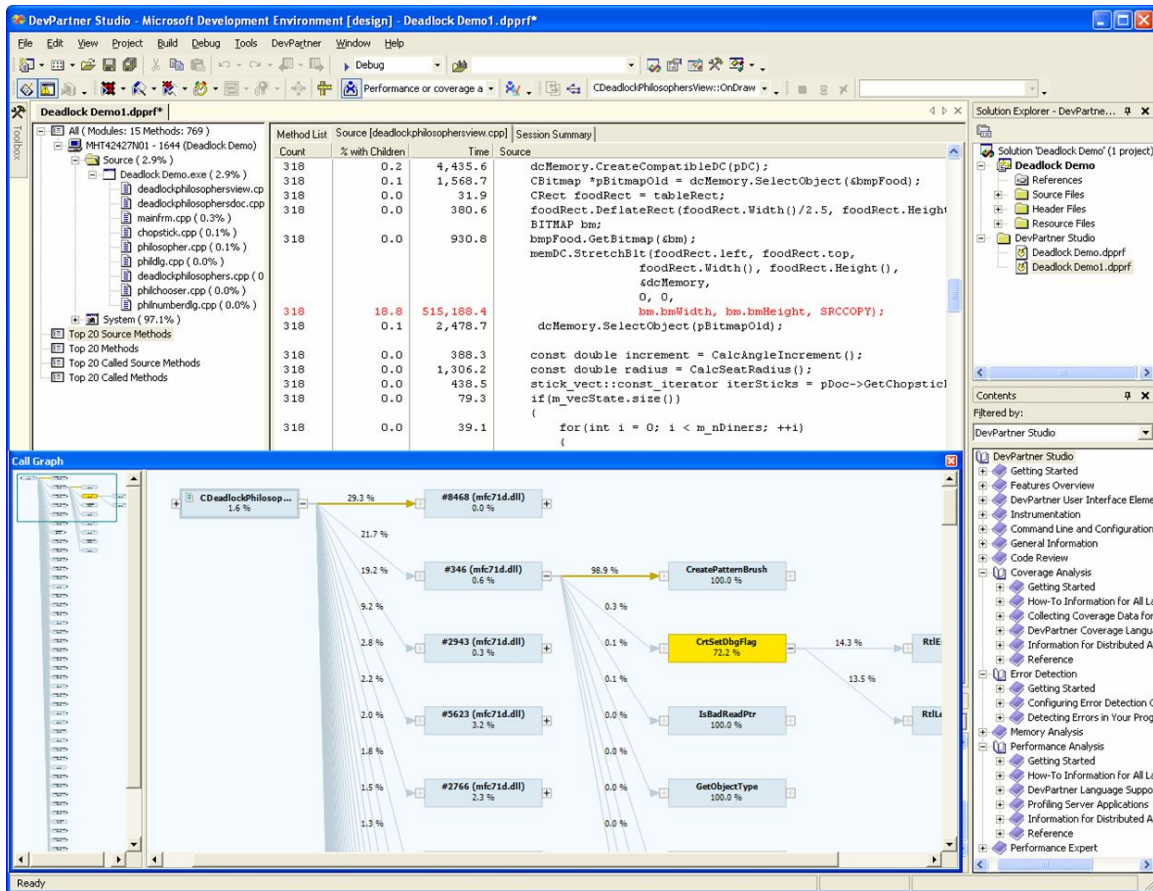 DevPartner Studio - Microsoft Development Environment [design] - Deadlock Demo1.dpprf*
File Edit View Project Build Debug Tools DevPartner Window Help
Debug
Performance or coverage a
CDeadlockPhilosophersView::OnDraw
Toolbox
Deadlock Demo1.dpprf*
All ( Modules: 15 Methods: 769 )
MHT42427N01 - 1644 (Deadlock Demo)
Source ( 2.9% )
Deadlock Demo.exe ( 2.9% )
deadlockphilosophersview.cp
deadlockphilosophersdoc.cpp
mainfrm.cpp ( 0.3% )
chopstick.cpp ( 0.1% )
philosopher.cpp ( 0.1% )
phildlg.cpp ( 0.0% )
deadlockphilosophers.cpp ( 0
philchooser.cpp ( 0.0% )
philnumberdlg.cpp ( 0.0% )
System ( 97.1% )
Top 20 Source Methods
Top 20 Methods
Top 20 Called Source Methods
Top 20 Called Methods
Method List Source [deadlockphilosophersview.cpp] Session Summary
Count % with Children Time Source
318 0.2 4,435.6 dcMemory.CreateCompatibleDC(pDC);
318 0.1 1,568.7 CBitmap *pBitmapOld = dcMemory.SelectObject(&bmpFood);
318 0.0 31.9 CRect foodRect = tableRect;
318 0.0 380.6 foodRect.DeflateRect(foodRect.Width()/2.5, foodRect.Heigh
BITMAP bm;
318 0.0 930.8 bmpFood.GetBitmap(&bm);
memDC.StretchBlt(foodRect.left, foodRect.top,
foodRect.Width(), foodRect.Height(),
&dcMemory,
0, 0,
318 18.8 515,188.4 bm.bmWidth, bm.bmHeight, SRCCOPY);
318 0.1 2,478.7 dcMemory.SelectObject(pBitmapOld);
318 0.0 388.3 const double increment = CalcAngleIncrement();
318 0.0 1,306.2 const double radius = CalcSeatRadius();
318 0.0 438.5 stick_vect::const_iterator iterSticks = pDoc->GetChopstic
318 0.0 79.3 if(m_vecState.size())
{
318 0.0 39.1 for(int i = 0; i < m_nDiners; ++i)
{
Solution Explorer - DevPartne...
Solution 'Deadlock Demo' (1 project)
Deadlock Demo
References
Source Files
Header Files
Resource Files
DevPartner Studio
Deadlock Demo.dpprf
Deadlock Demo1.dpprf
Contents
Filtered by:
DevPartner Studio
DevPartner Studio
Getting Started
Features Overview
DevPartner User Interface Eleme
Instrumentation
Command Line and Configuration
General Information
Code Review
Coverage Analysis
Getting Started
How-To Information for All La
Collecting Coverage Data for
DevPartner Coverage Langua
Information for Distributed A
Reference
Error Detection
Getting Started
Configuring Error Detection O
Detecting Errors in Your Prog
Memory Analysis
Performance Analysis
Getting Started
How-To Information for All La
DevPartner Language Suppo
Profiling Server Applications
Information for Distributed A
Reference
Performance Expert
Call Graph
CDeadlockPhilosop...
1.6 %
29.3 %
21.7 %
19.2 %
9.2 %
2.8 %
2.2 %
2.0 %
1.8 %
1.5 %
1.3 %
#8468 (mfc71d.dll)
0.0 %
#346 (mfc71d.dll)
0.6 %
#2943 (mfc71d.dll)
0.3 %
#5623 (mfc71d.dll)
3.2 %
#2766 (mfc71d.dll)
2.3 %
98.9 %
0.3 %
0.1 %
0.1 %
0.0 %
0.0 %
0.0 %
0.0 %
CreatePatternBrush
100.0 %
CrtSetDbgFlag
72.2 %
IsBadReadPtr
100.0 %
GetObjectType
100.0 %
14.3 %
13.5 %
RtlE
RtlLe
Ready